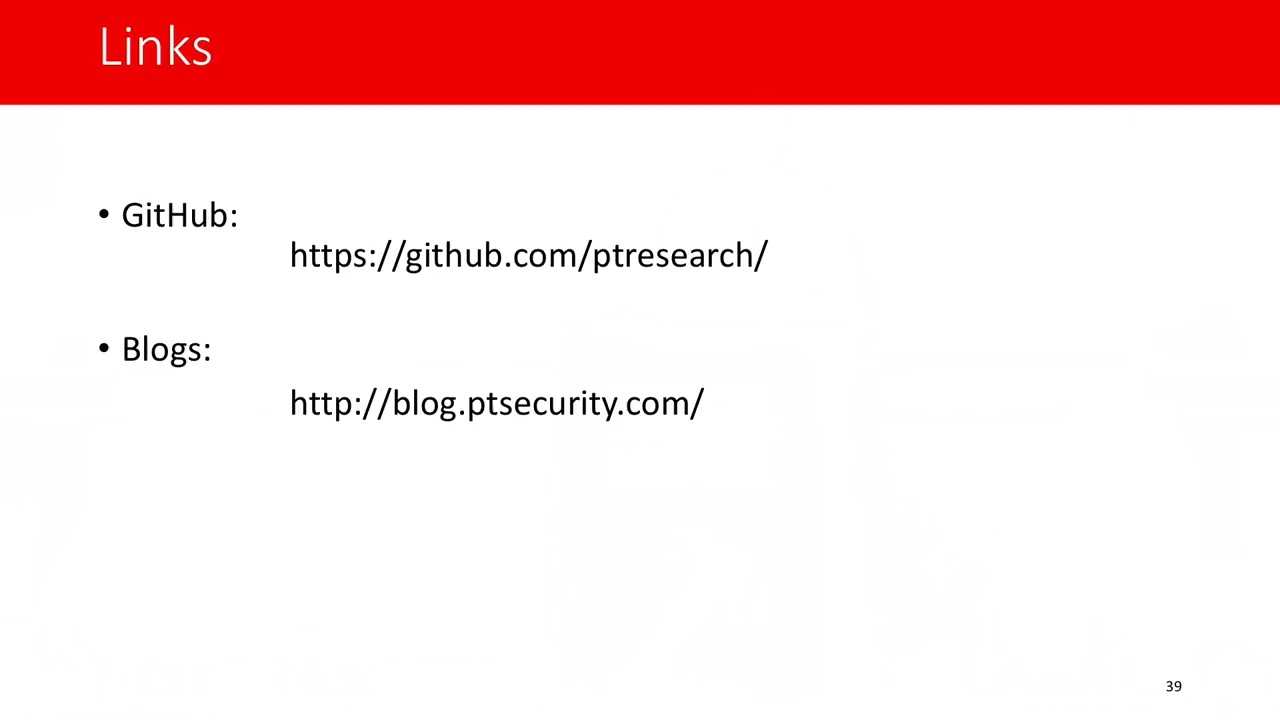 Links
• GitHub:
https://github.com/ptresearch/
• Blogs:
http://blog.ptsecurity.com/
39